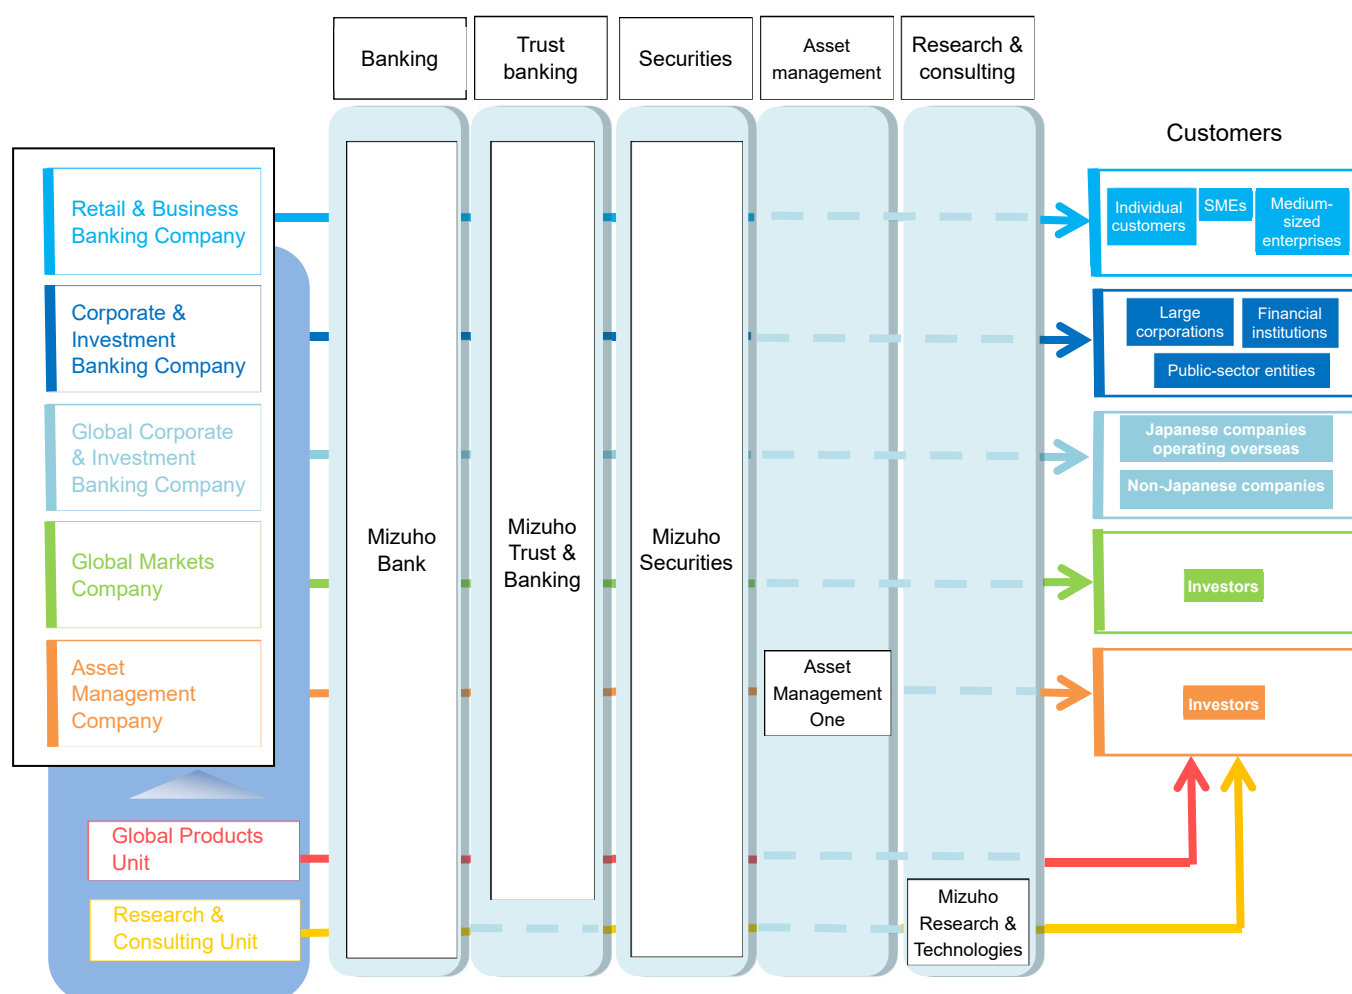 Banking
Trust
banking
Securities
Asset
management
Research &
consulting
Customers
Retail & Business
Banking Company
Individual
customers
SMEs
Medium-
sized
enterprises
Corporate &
Investment
Banking Company
Large
corporations
Financial
institutions
Public-sector entities
Global Corporate
& Investment
Banking Company
Japanese companies
operating overseas
Non-Japanese companies
Mizuho
Bank
Mizuho
Trust &
Banking
Mizuho
Securities
Global Markets
Company
Investors
Asset
Management
Company
Asset
Management
One
Investors
Global Products
Unit
Research &
Consulting Unit
Mizuho
Research &
Technologies